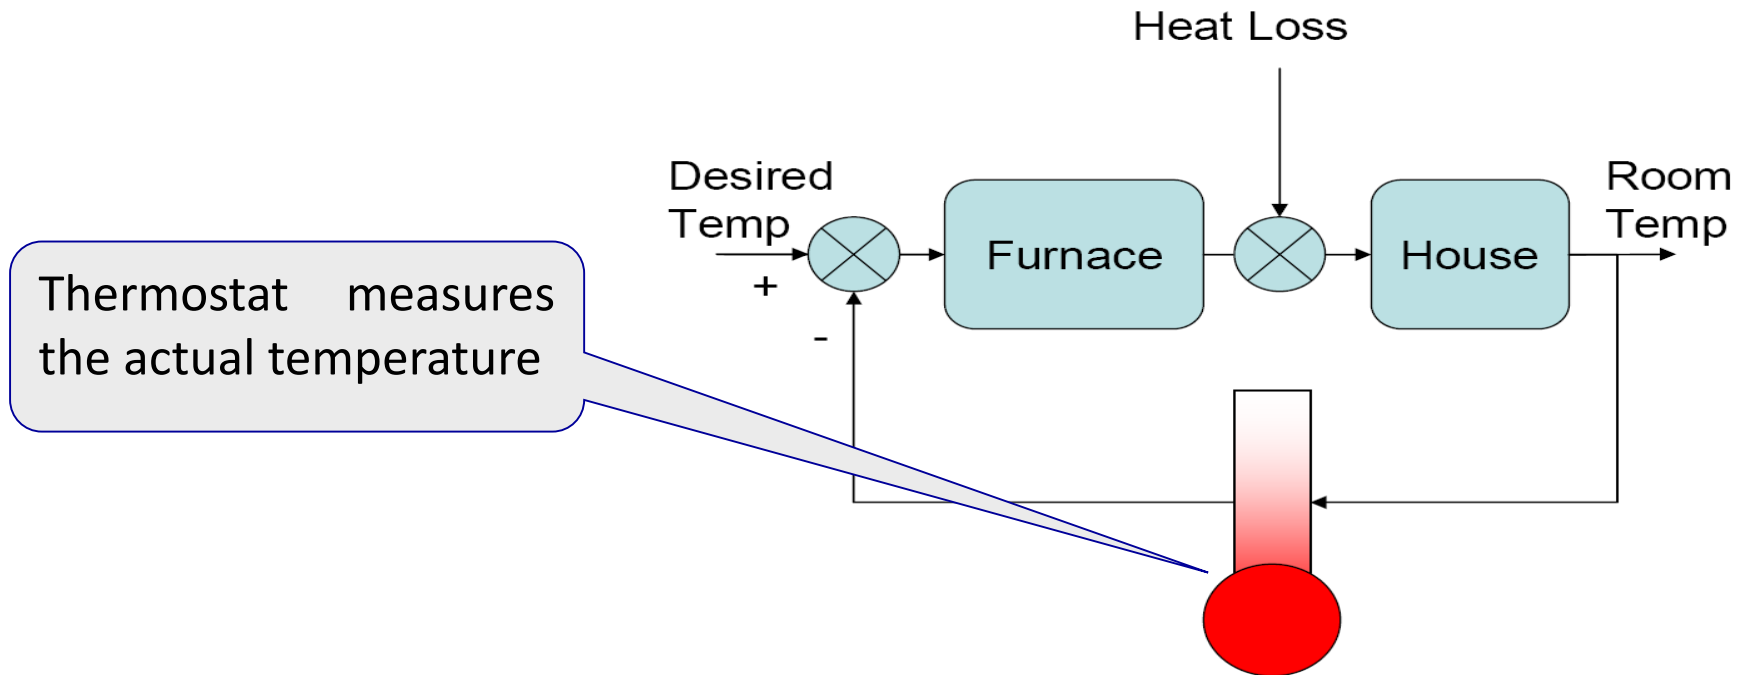 Heat Loss
Desired
Temp
+
-
Furnace
House
Room
Temp
Thermostat measures
the actual temperature